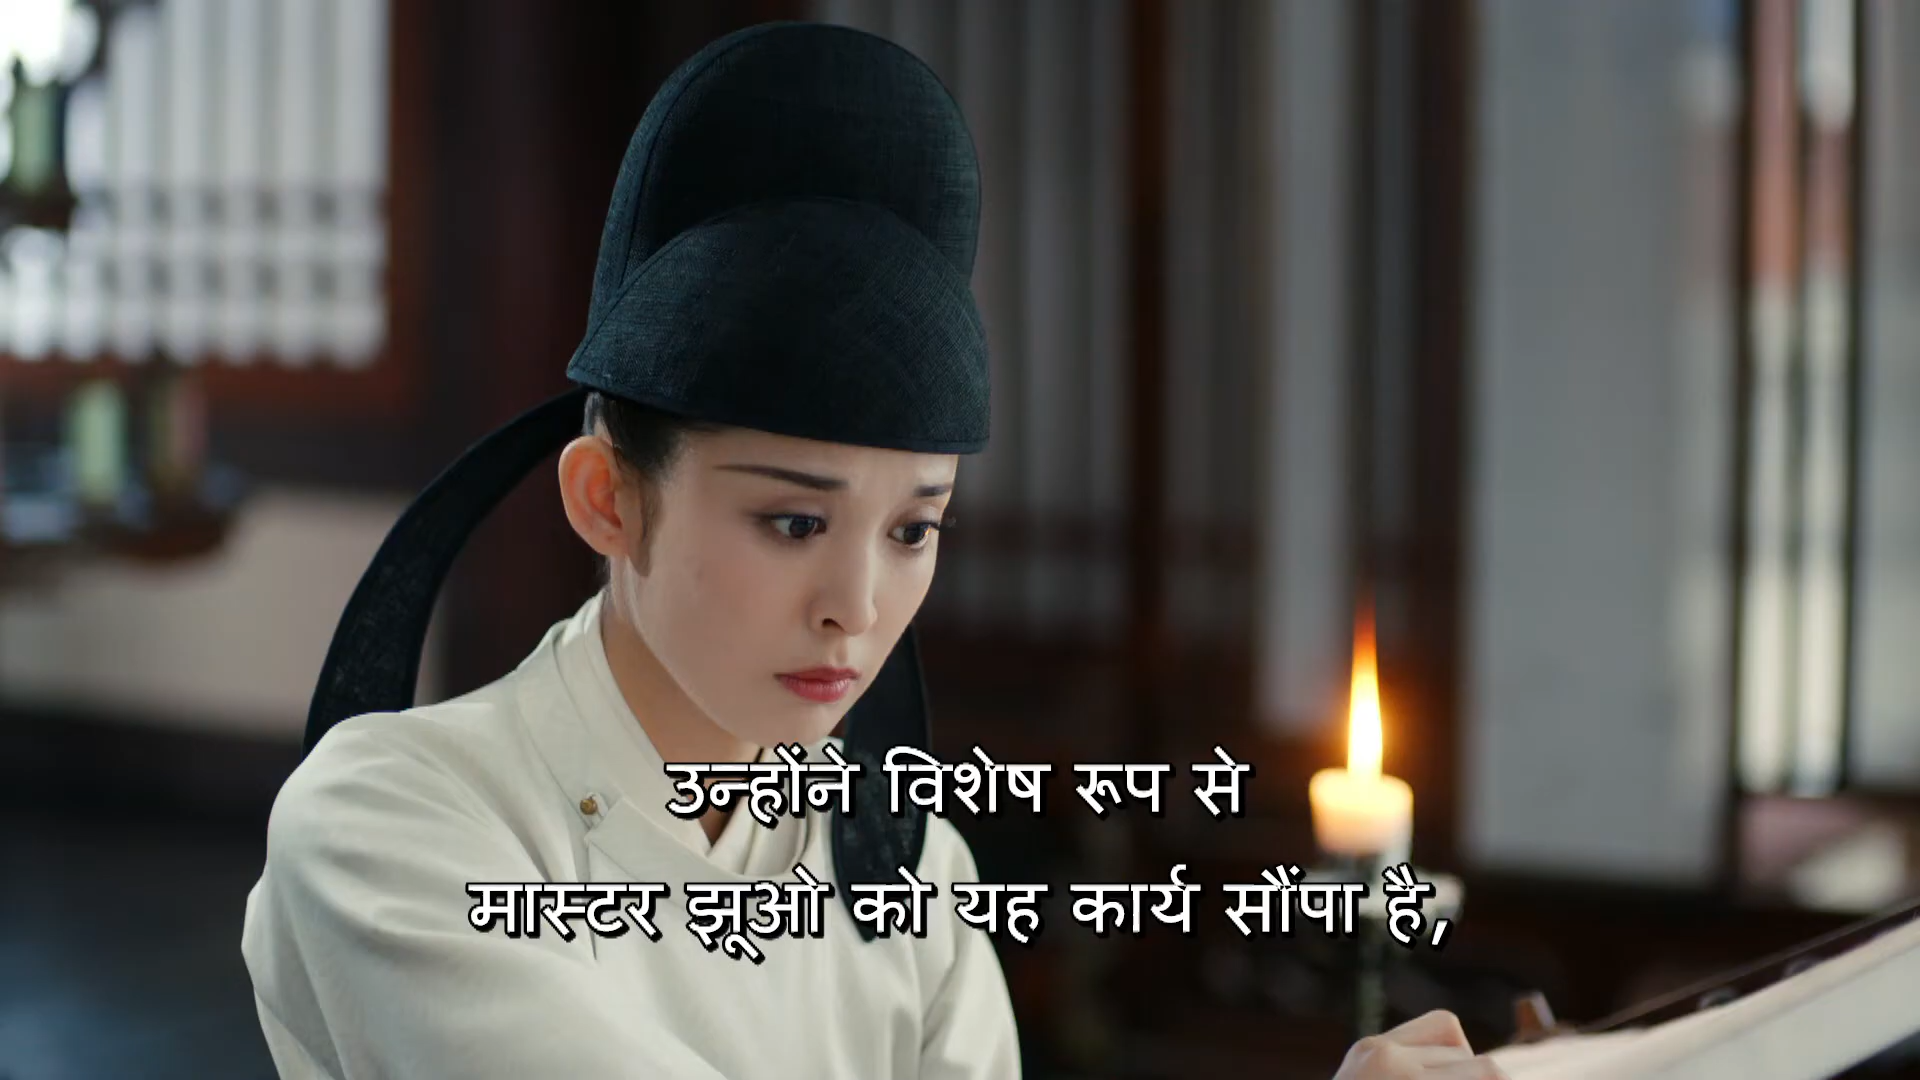 उन्होंने विशेष रूप से
मास्टर झूओ को यह कार्य सौंपा है,